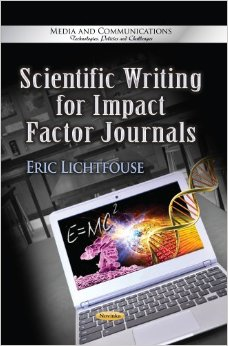 MEDIA AND COMMUNICATIONS
Technologies, Policies and Challenges
Scientific Writing
for Impact
Factor Journals
ERIC LICHTFOUSE
E=MC²
Novinka